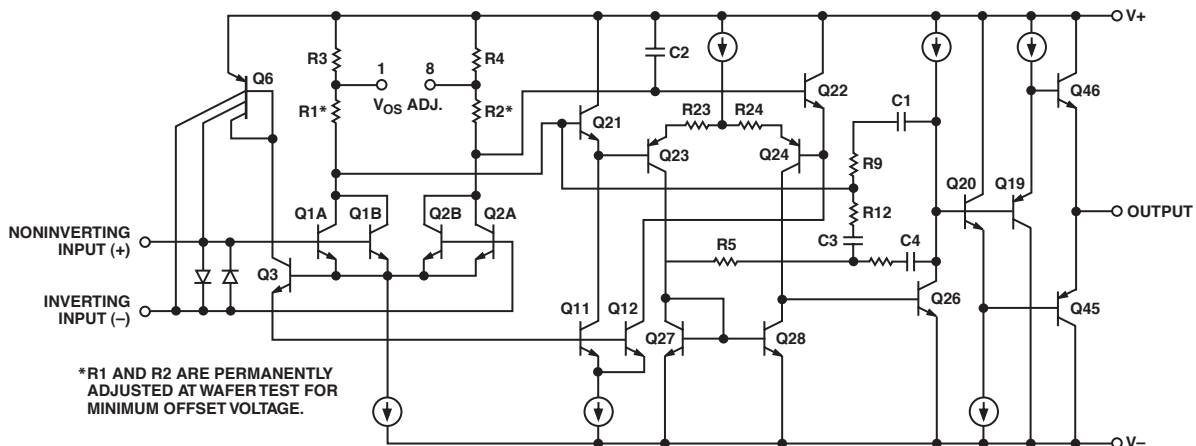 V+
R3
1
8
R4
C2
Q6
V_OS ADJ.
R1*
R2*
Q22
Q21
R23
R24
C1
Q46
Q23
Q24
R9
Q1A
Q1B
Q2B
Q2A
Q20
Q19
R12
NONINVERTING
INPUT (+)
OUTPUT
C3
C4
R5
Q3
INVERTING
INPUT (–)
Q11
Q12
Q26
Q45
Q27
Q28
*R1 AND R2 ARE PERMANENTLY
ADJUSTED AT WAFER TEST FOR
MINIMUM OFFSET VOLTAGE.
V–